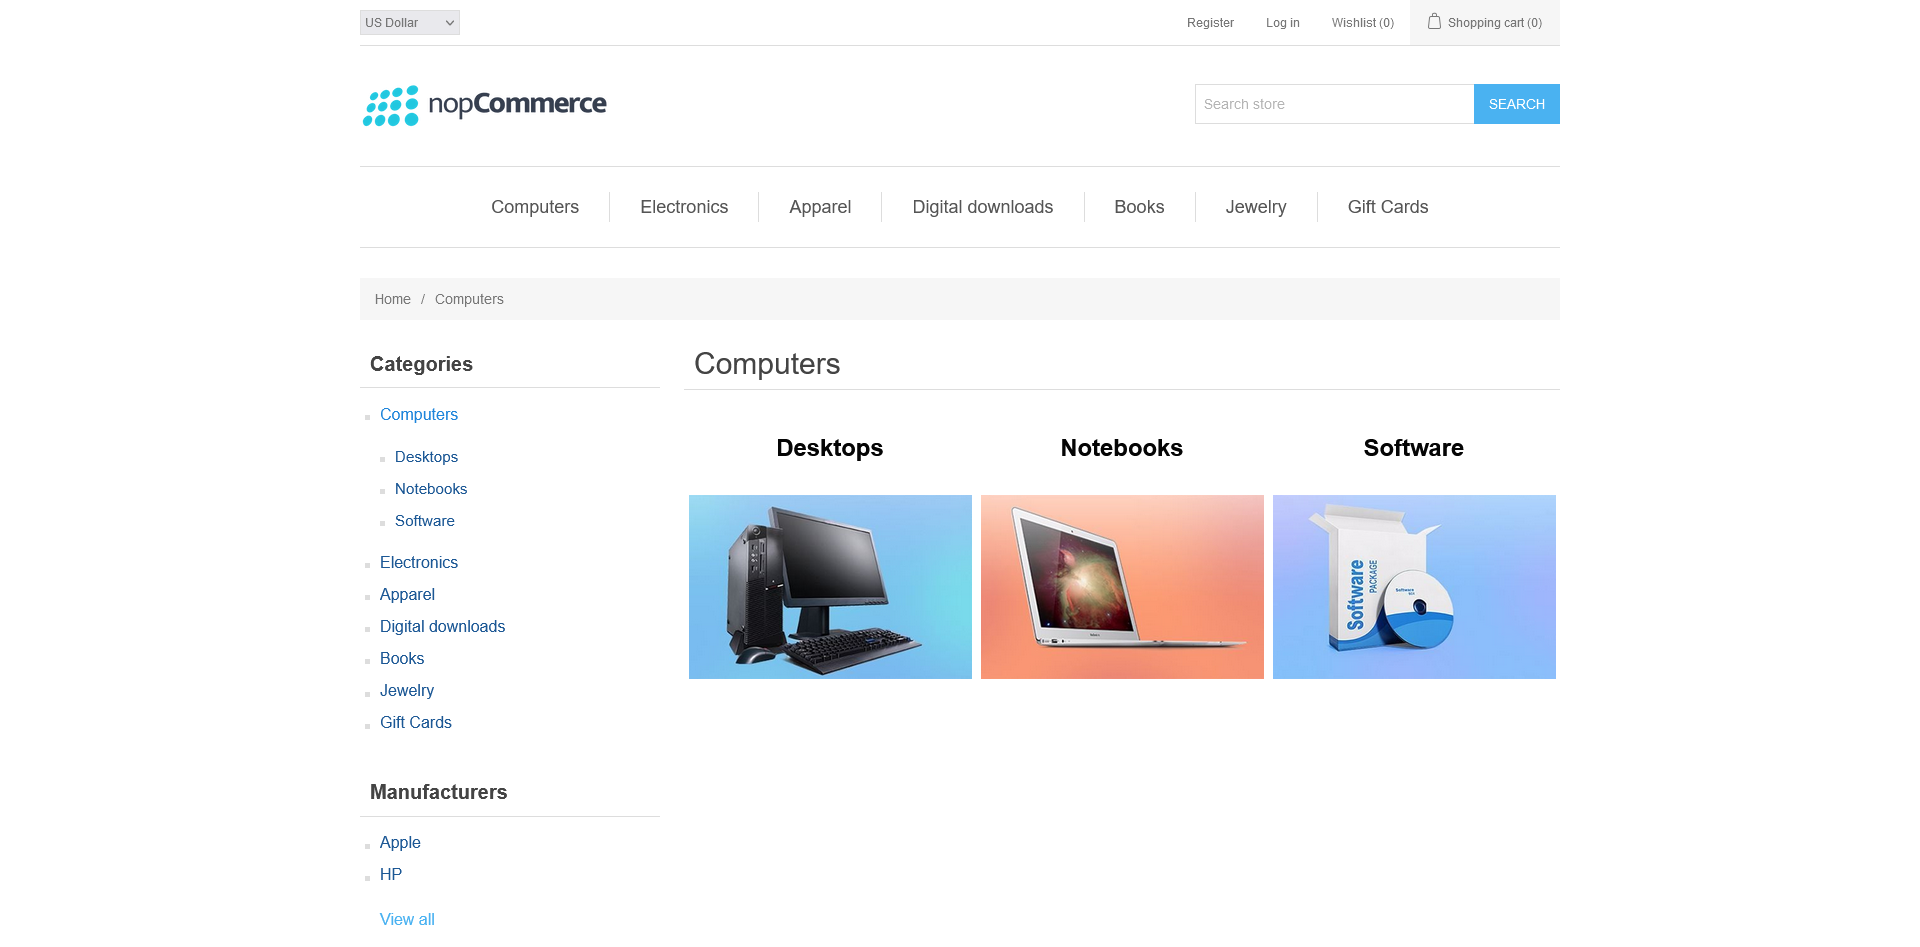 US Dollar
Register
Log in
Wishlist (0)
Shopping cart (0)
nopCommerce
Search store
SEARCH
Computers
Electronics
Apparel
Digital downloads
Books
Jewelry
Gift Cards
Home / Computers
Categories
Computers
Desktops
Notebooks
Software
Electronics
Apparel
Digital downloads
Books
Jewelry
Gift Cards
Manufacturers
Apple
HP
View all
Computers
Desktops
Notebooks
Software
Software
PACKAGE
Software